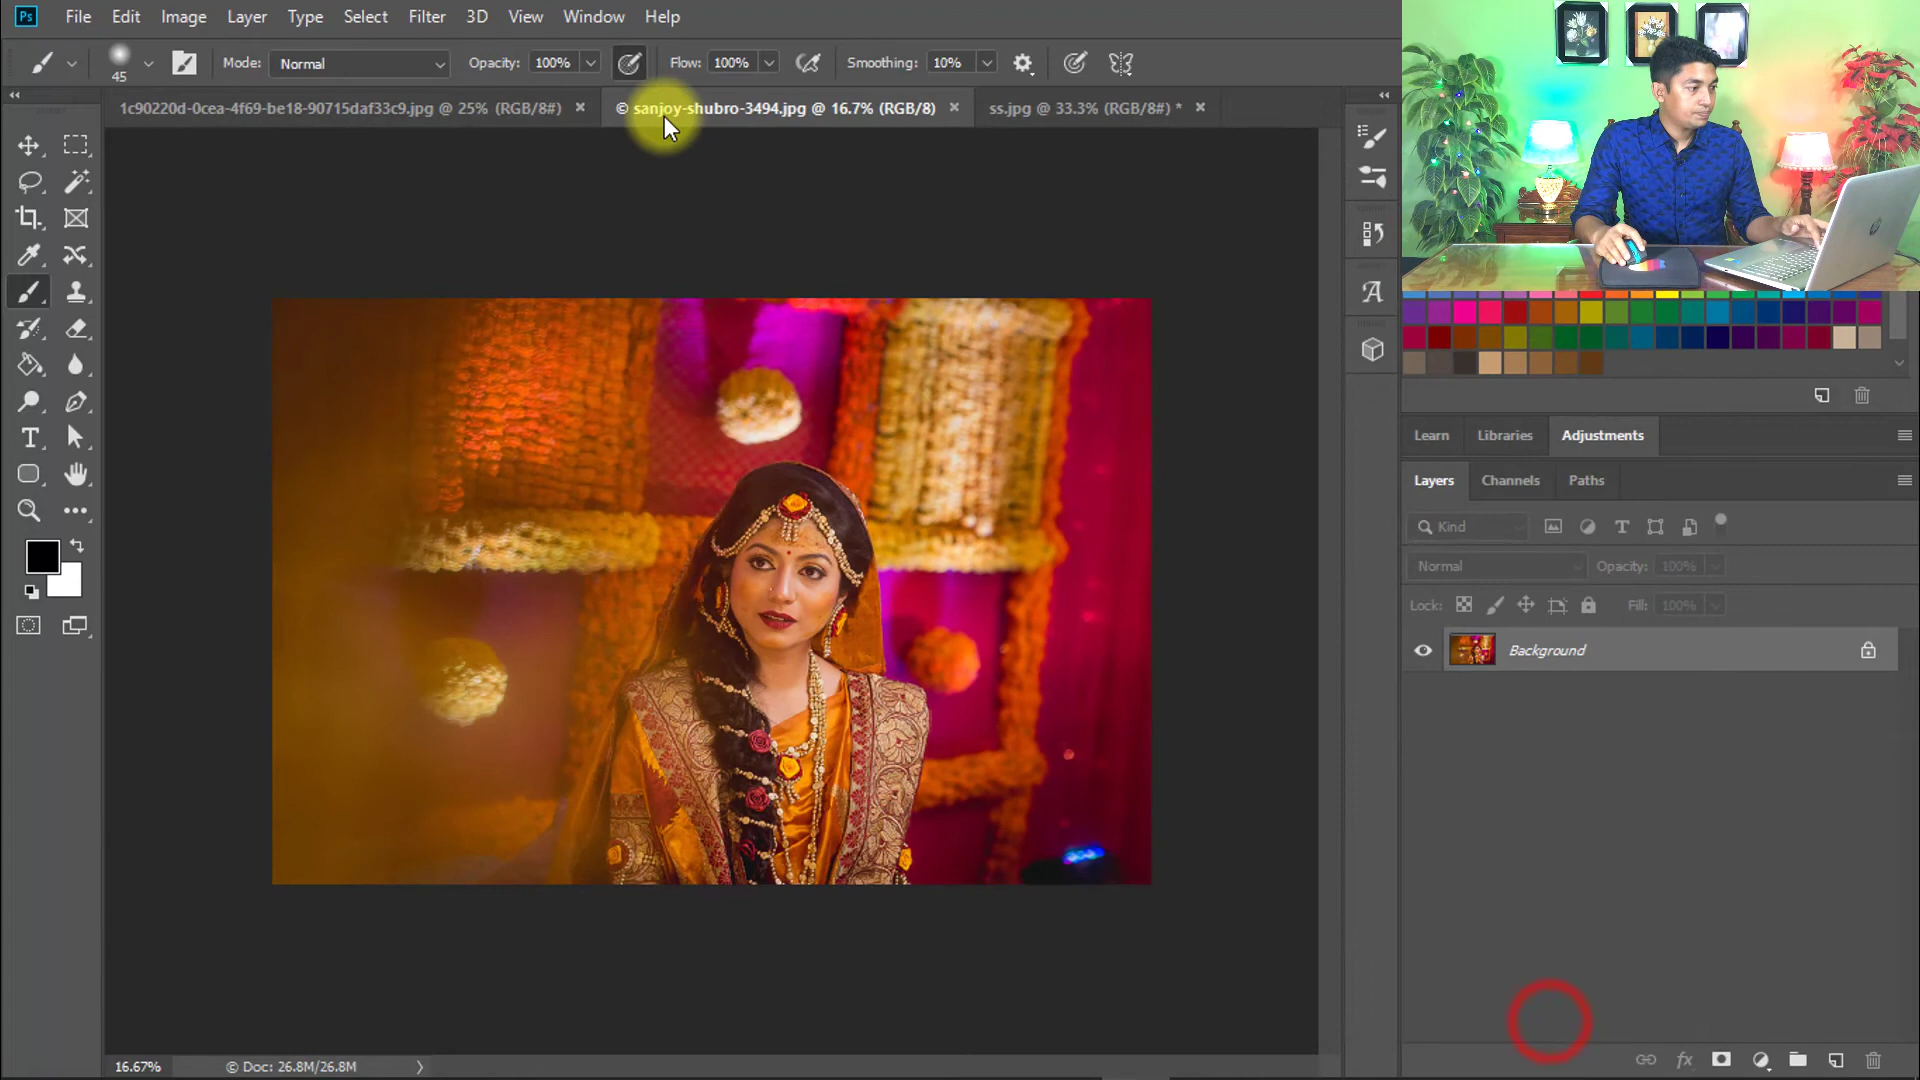 Ps File Edit Image Layer Type Select Filter 3D View Window Help
45 Mode: Normal Opacity: 100% Flow: 100% Smoothing: 10%
1c90220d-0cea-4f69-be18-90715daf33c9.jpg @ 25% (RGB/8#) × © sanjoy-shubro-3494.jpg @ 16.7% (RGB/8) × ss.jpg @ 33.3% (RGB/8#) * ×
Learn Libraries Adjustments
Layers Channels Paths
Kind
Normal Opacity: 100%
Lock: Fill: 100%
Background
16.67% © Doc: 26.8M/26.8M
fx